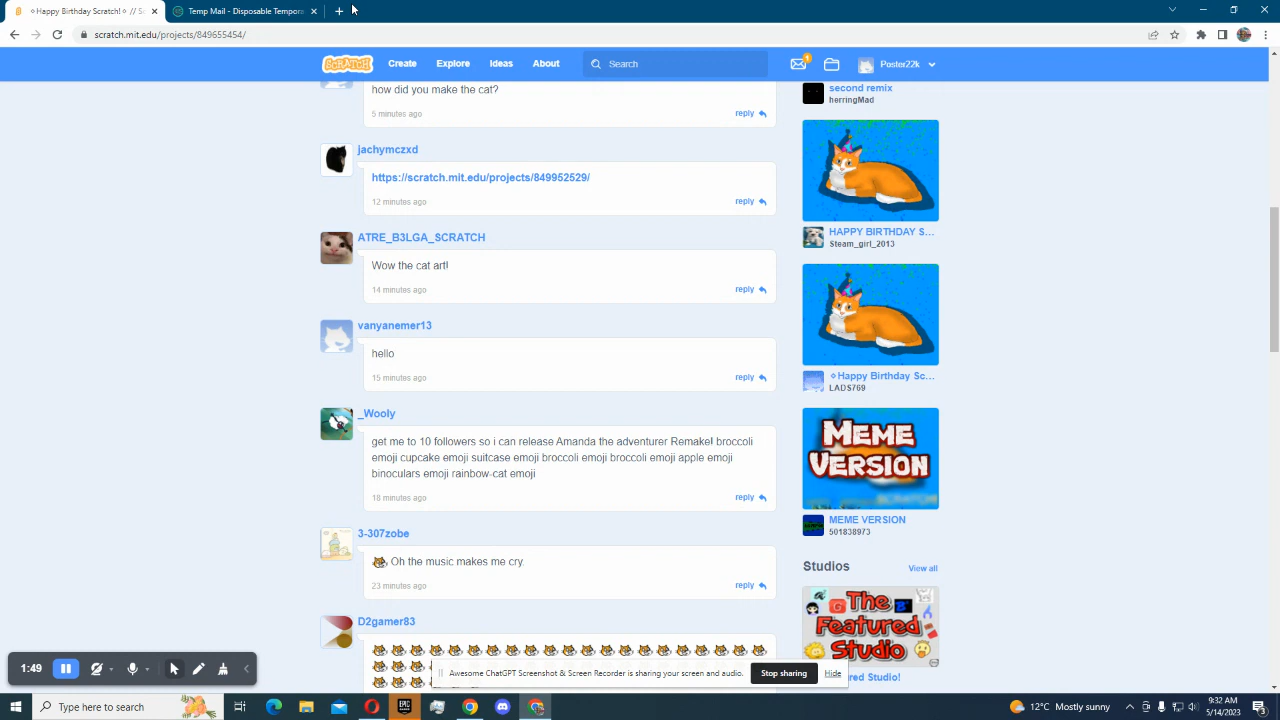 ⟡Happy Birthday Scratch!⟡ // Sc
Temp Mail - Disposable Tempora
scratch.mit.edu/projects/849655454/
SCRATCH
Create
Explore
Ideas
About
Search
1
Poster22k
how did you make the cat?
5 minutes ago
reply
jachymczxd
https://scratch.mit.edu/projects/849952529/
12 minutes ago
reply
ATRE_B3LGA_SCRATCH
Wow the cat art!
14 minutes ago
reply
vanyanemer13
hello
15 minutes ago
reply
_Wooly
get me to 10 followers so i can release Amanda the adventurer Remake! broccoli
emoji cupcake emoji suitcase emoji broccoli emoji broccoli emoji apple emoji
binoculars emoji rainbow-cat emoji
18 minutes ago
reply
3-307zobe
Oh the music makes me cry.
23 minutes ago
reply
D2gamer83
second remix
herringMad
HAPPY BIRTHDAY S...
Steam_girl_2013
⟡Happy Birthday Sc...
LADS769
MEME
VERSION
MEME VERSION
501838973
Studios
View all
The
Featured
Studio
red Studio!
1:49
Awesome ChatGPT Screenshot & Screen Recorder is sharing your screen and audio.
Stop sharing
Hide
Type here to search
EPIC
GAMES
12°C Mostly sunny
9:32 AM
5/14/2023
3